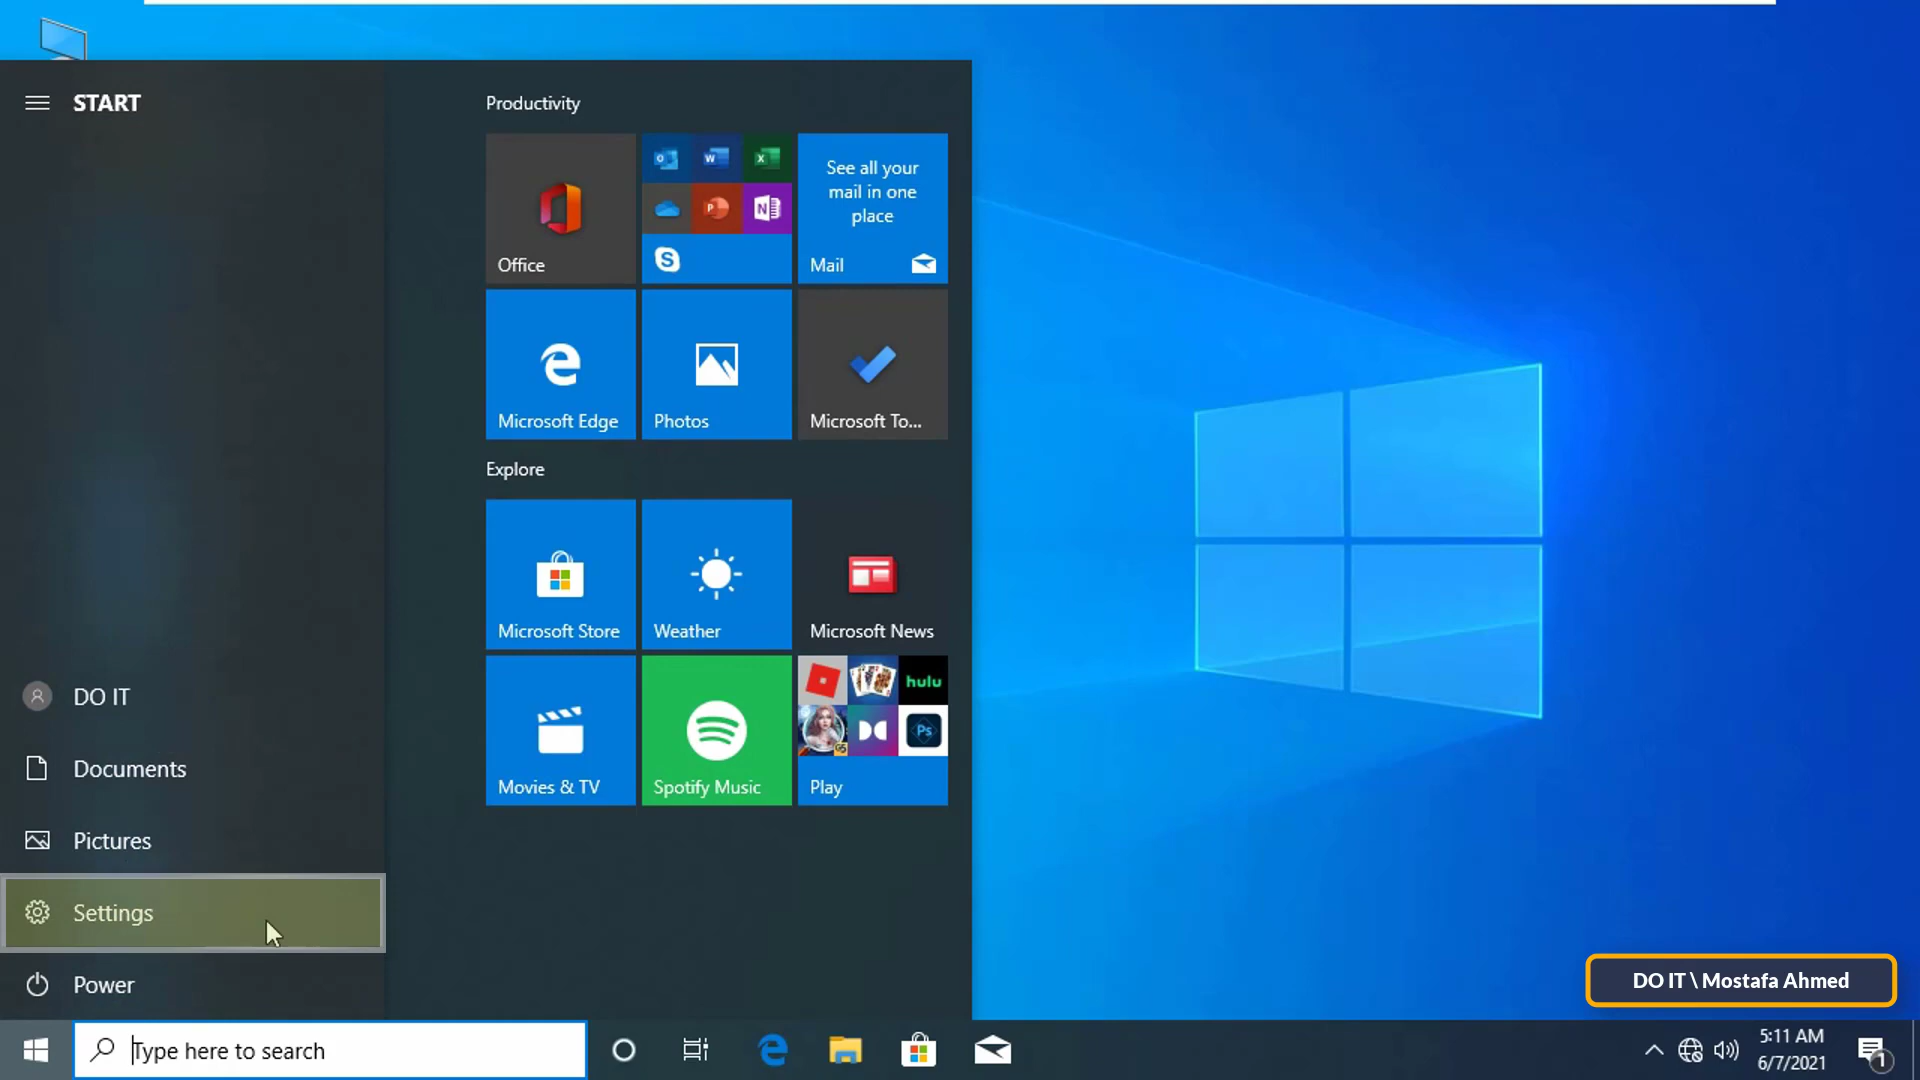 START
Productivity
Office
See all your
mail in one
place
Mail
Microsoft Edge
Photos
Microsoft To...
Explore
Microsoft Store
Weather
Microsoft News
Movies & TV
Spotify Music
hulu
Ps
Play
DO IT
Documents
Pictures
Settings
Power
DO IT \ Mostafa Ahmed
Type here to search
5:11 AM
6/7/2021
1